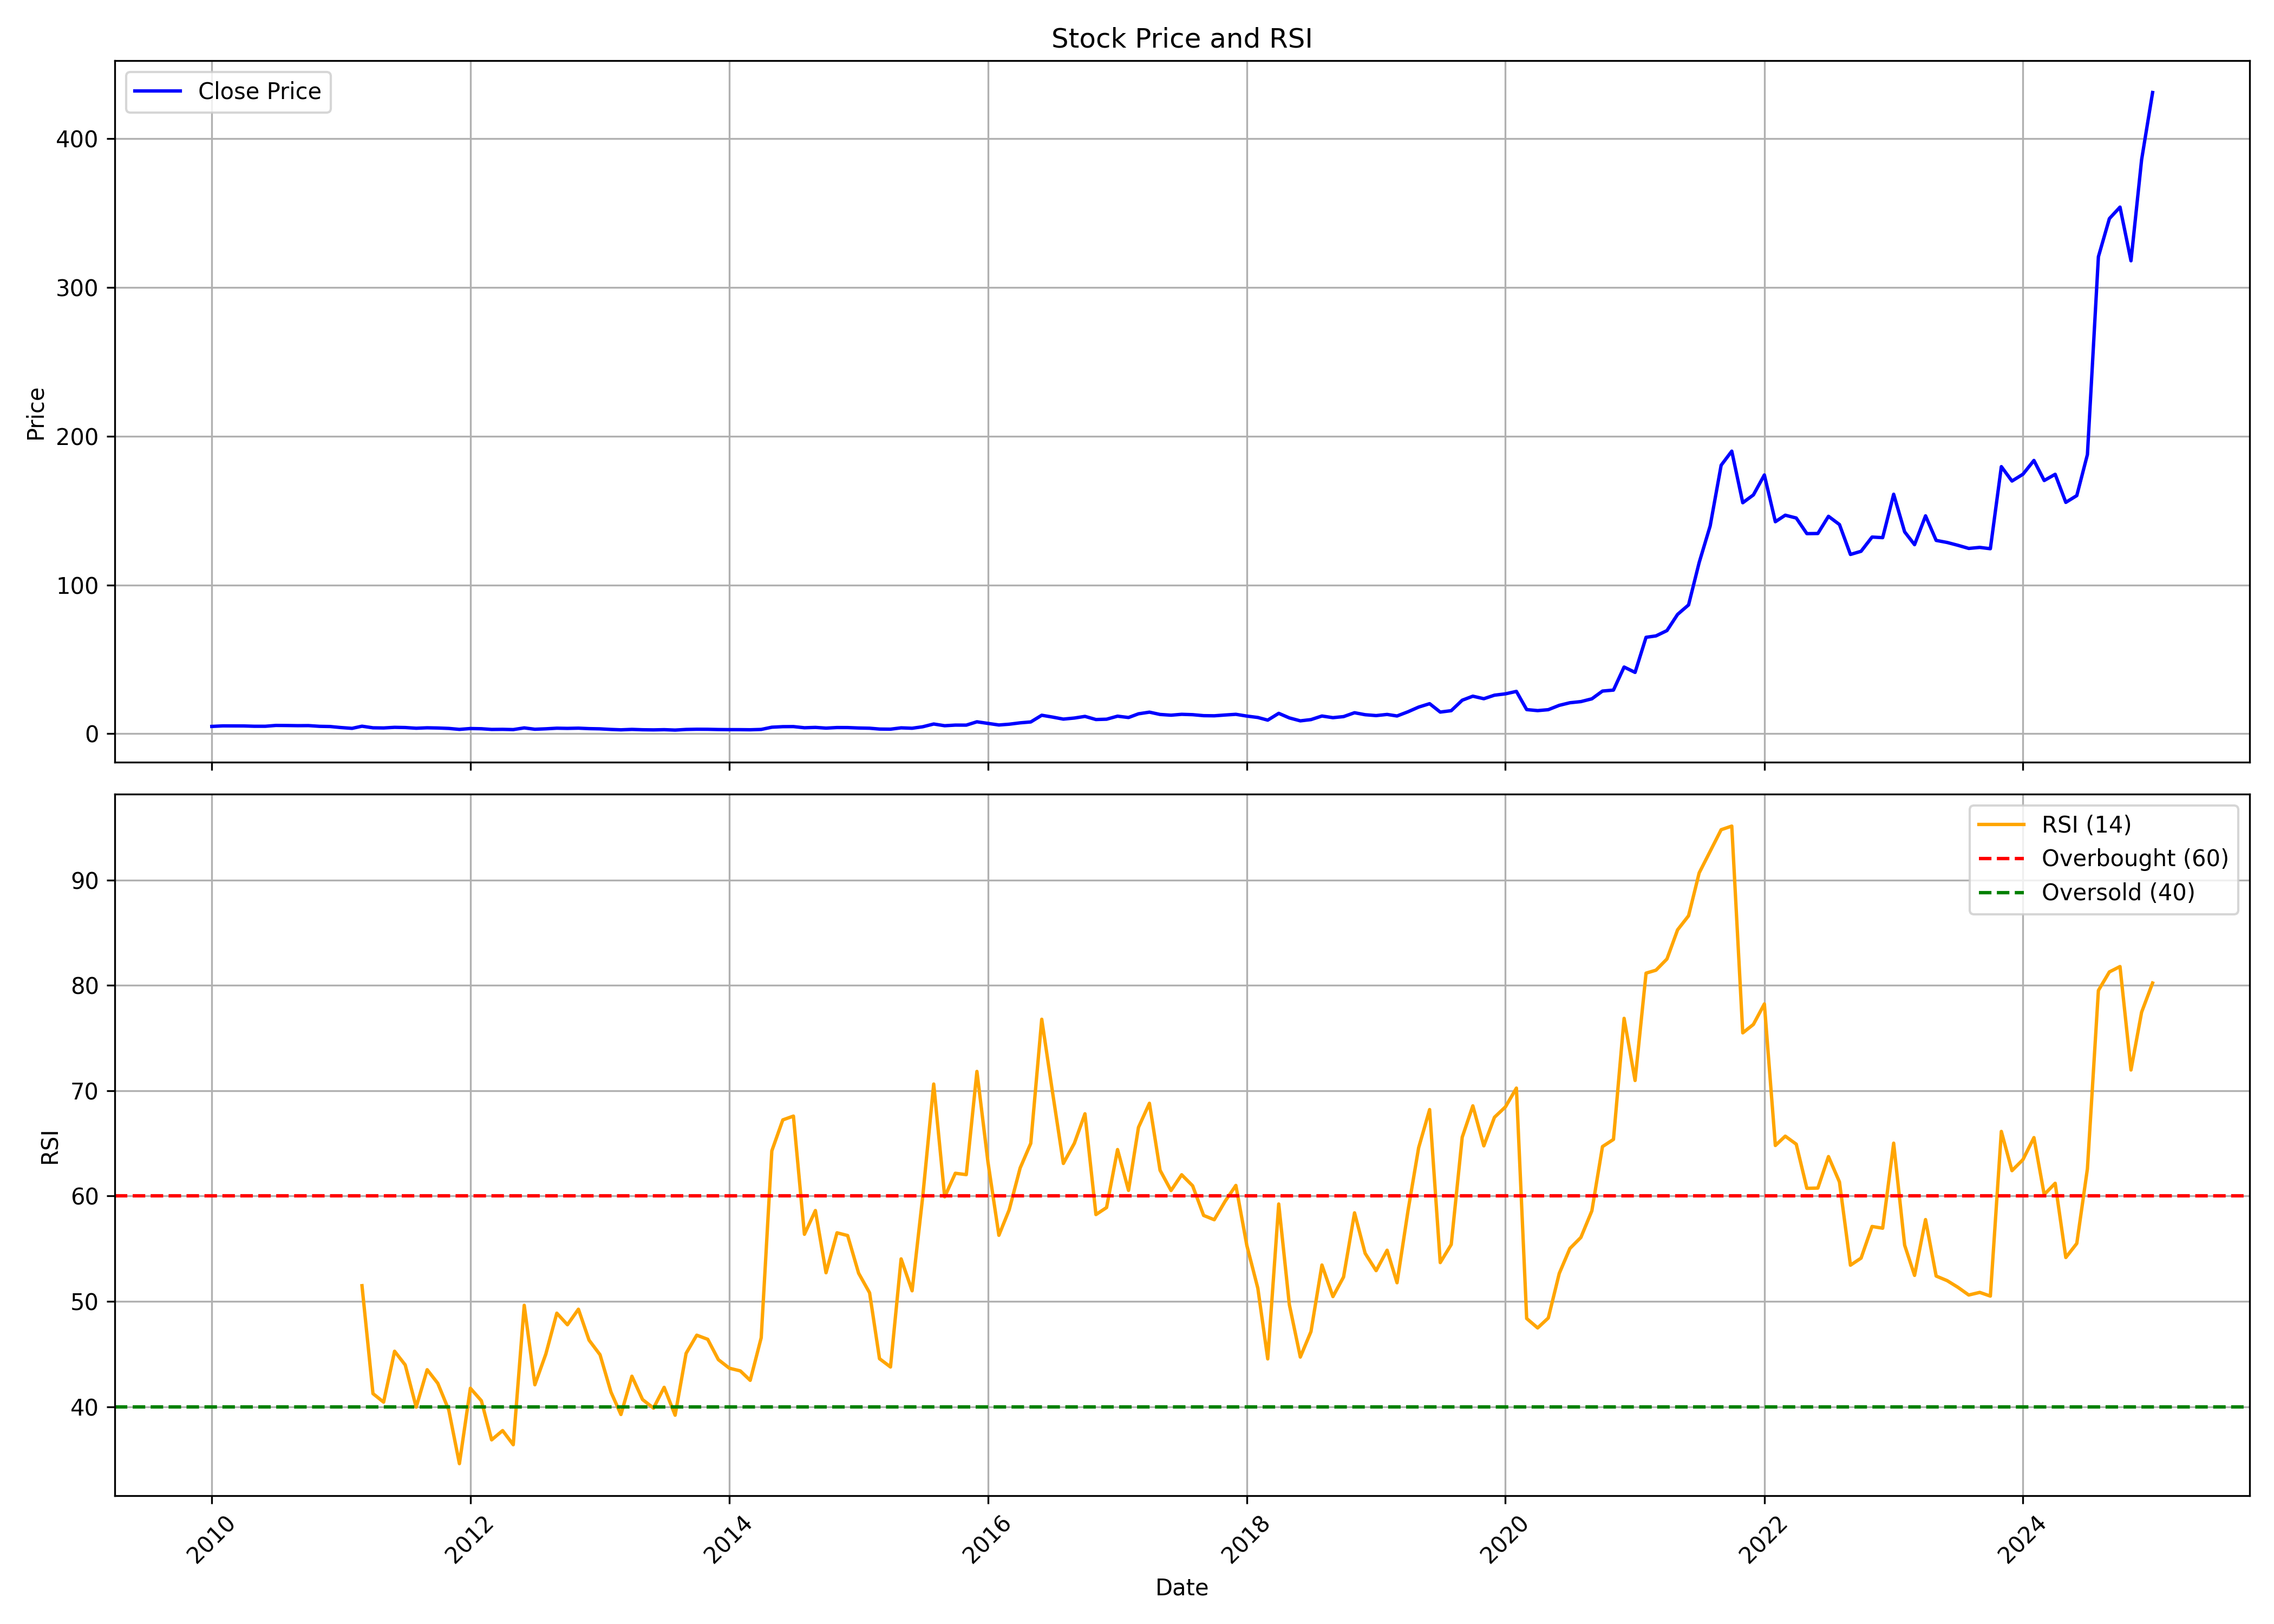 Stock Price and RSI
Close Price
400
300
200
100
0
Price
RSI (14)
Overbought (60)
Oversold (40)
90
80
70
60
50
40
RSI
2010
2012
2014
2016
2018
2020
2022
2024
Date